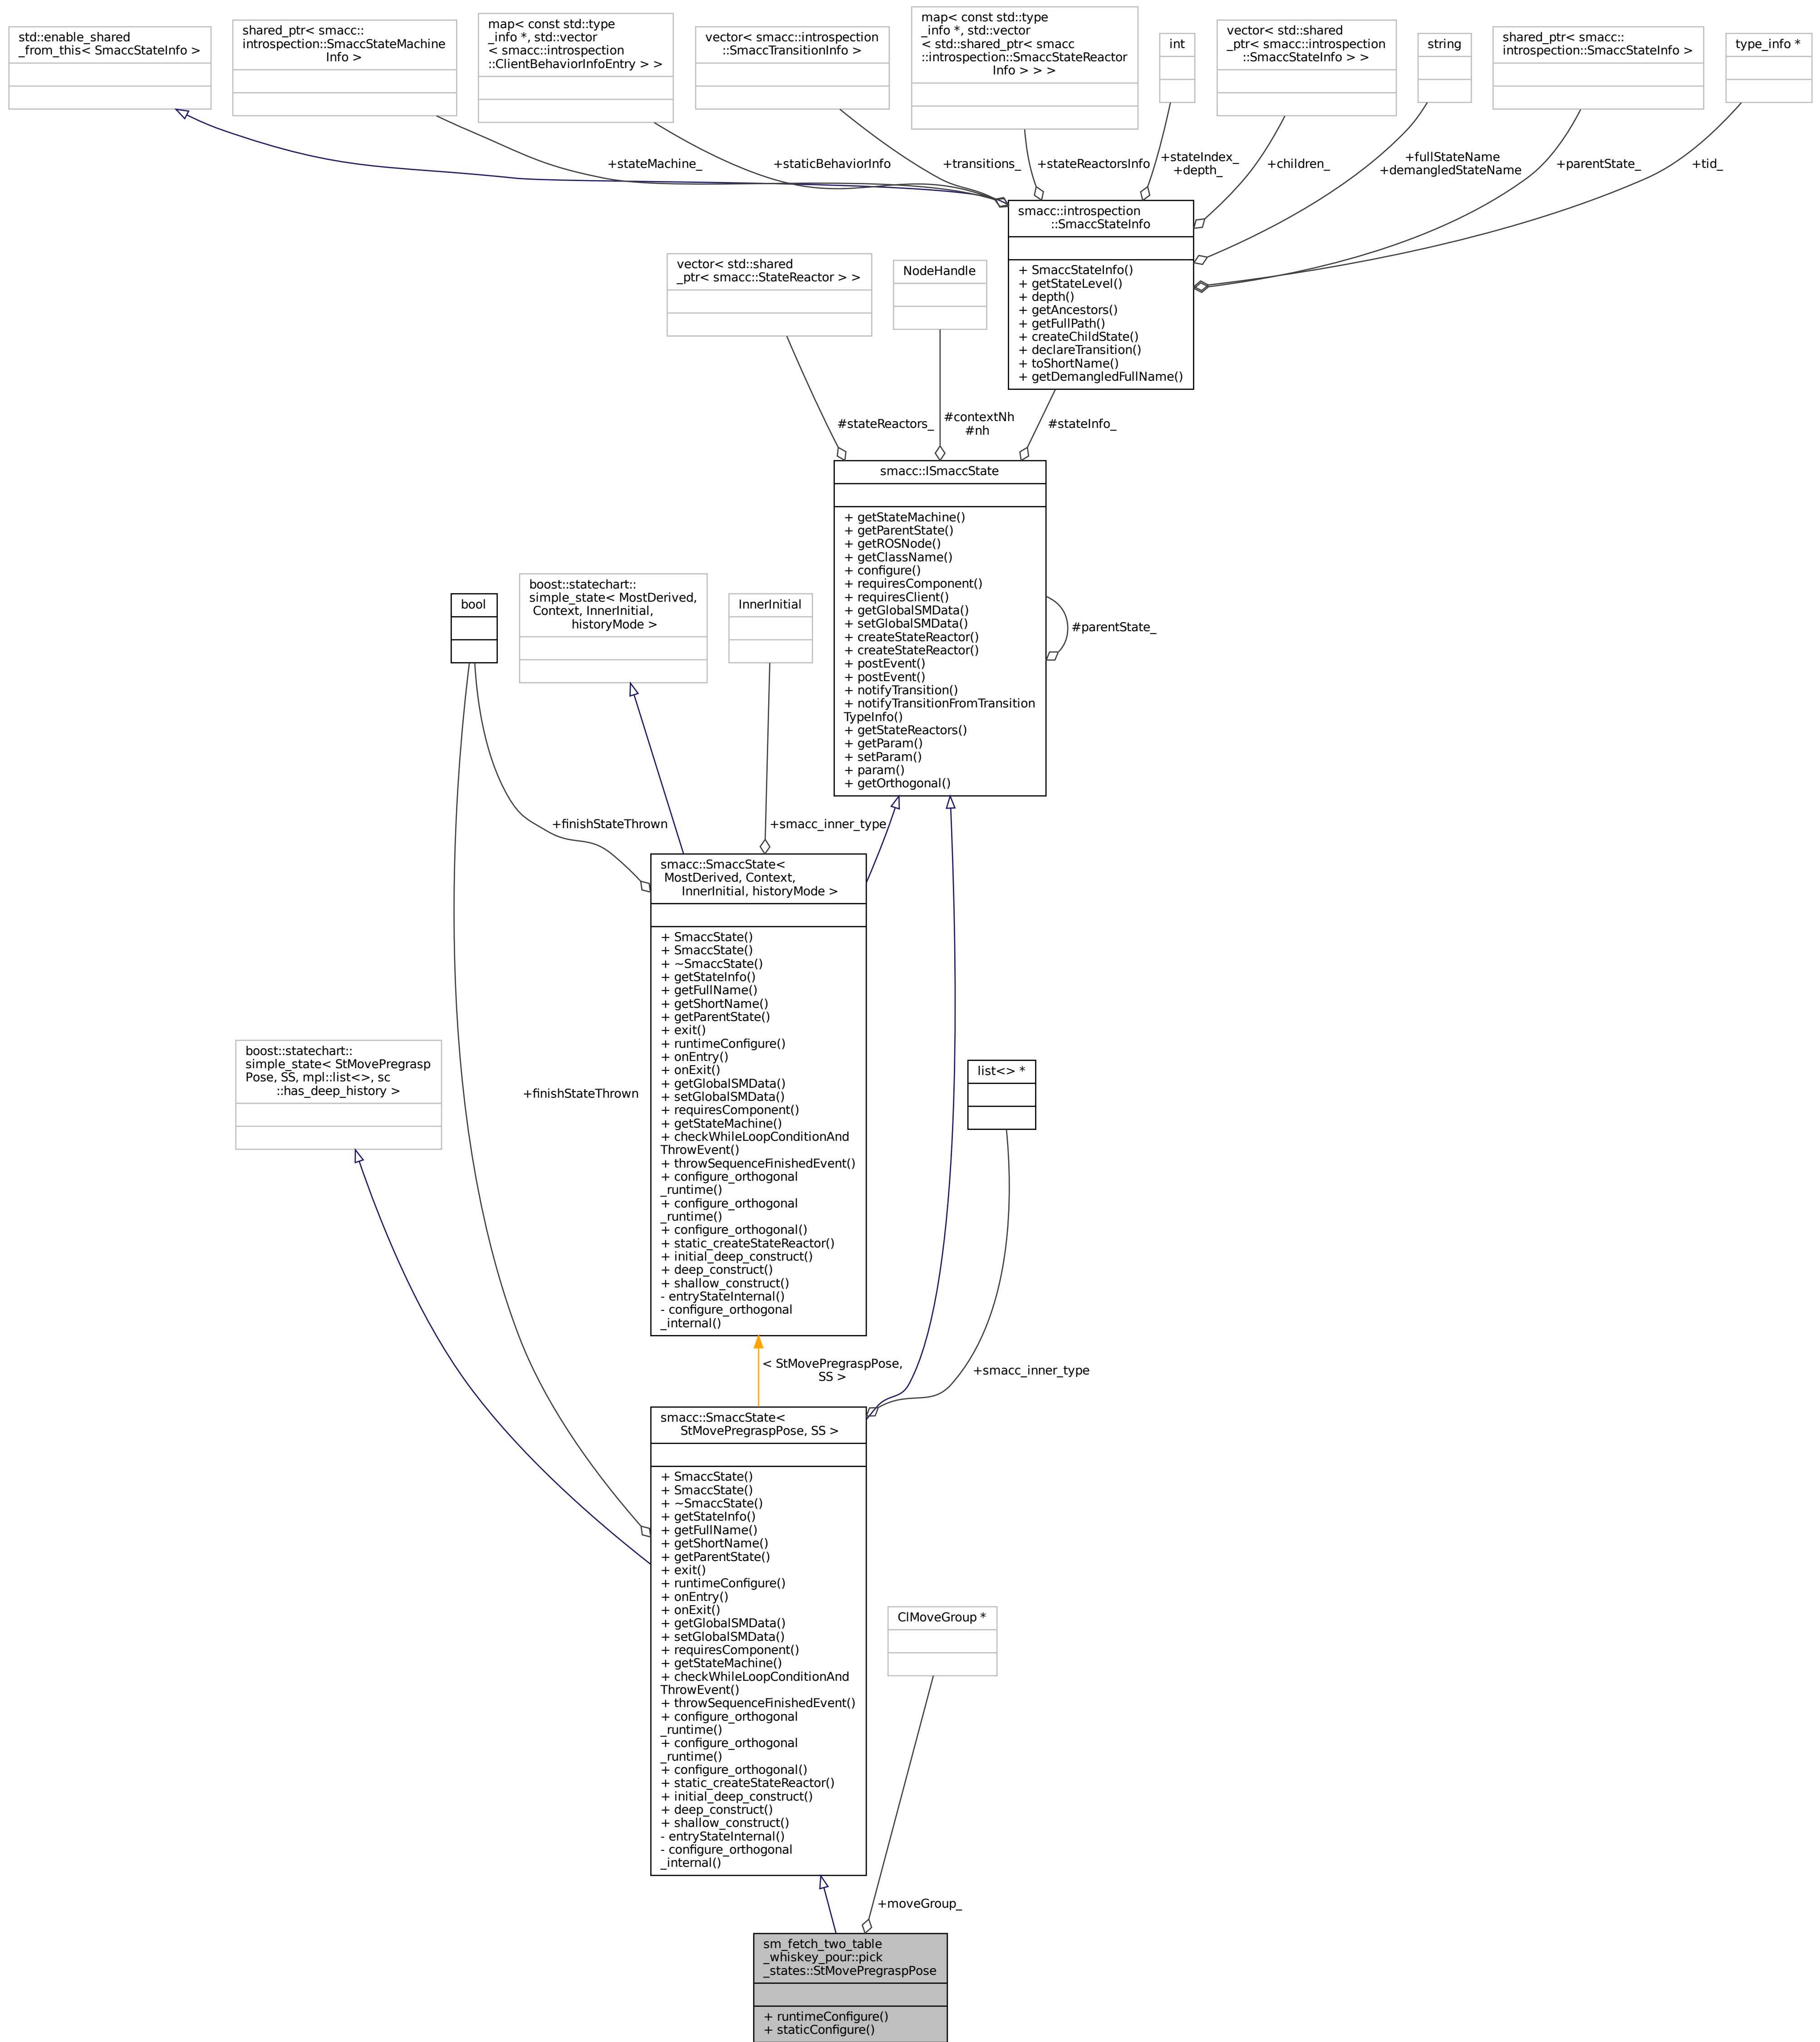 std::enable_shared
_from_this< SmaccStateInfo >
shared_ptr< smacc::
introspection::SmaccStateMachine
Info >
map< const std::type
_info *, std::vector
< smacc::introspection
::ClientBehaviorInfoEntry > >
vector< smacc::introspection
::SmaccTransitionInfo >
map< const std::type
_info *, std::vector
< std::shared_ptr< smacc
::introspection::SmaccStateReactor
Info > > >
int
vector< std::shared
_ptr< smacc::introspection
::SmaccStateInfo > >
string
shared_ptr< smacc::
introspection::SmaccStateInfo >
type_info *
+stateMachine_
+staticBehaviorInfo
+transitions_
+stateReactorsInfo
+stateIndex_
+depth_
+children_
+fullStateName
+demangledStateName
+parentState_
+tid_
smacc::introspection
::SmaccStateInfo
+ SmaccStateInfo()
+ getStateLevel()
+ depth()
+ getAncestors()
+ getFullPath()
+ createChildState()
+ declareTransition()
+ toShortName()
+ getDemangledFullName()
vector< std::shared
_ptr< smacc::StateReactor > >
NodeHandle
#stateReactors_
#contextNh
#nh
#stateInfo_
smacc::ISmaccState
+ getStateMachine()
+ getParentState()
+ getROSNode()
+ getClassName()
+ configure()
+ requiresComponent()
+ requiresClient()
+ getGlobalSMData()
+ setGlobalSMData()
+ createStateReactor()
+ createStateReactor()
+ postEvent()
+ postEvent()
+ notifyTransition()
+ notifyTransitionFromTransition
TypeInfo()
+ getStateReactors()
+ getParam()
+ setParam()
+ param()
+ getOrthogonal()
#parentState_
bool
boost::statechart::
simple_state< MostDerived,
Context, InnerInitial,
historyMode >
InnerInitial
+finishStateThrown
+smacc_inner_type
smacc::SmaccState<
MostDerived, Context,
InnerInitial, historyMode >
+ SmaccState()
+ SmaccState()
+ ~SmaccState()
+ getStateInfo()
+ getFullName()
+ getShortName()
+ getParentState()
+ exit()
+ runtimeConfigure()
+ onEntry()
+ onExit()
+ getGlobalSMData()
+ setGlobalSMData()
+ requiresComponent()
+ getStateMachine()
+ checkWhileLoopConditionAnd
ThrowEvent()
+ throwSequenceFinishedEvent()
+ configure_orthogonal
_runtime()
+ configure_orthogonal
_runtime()
+ configure_orthogonal()
+ static_createStateReactor()
+ initial_deep_construct()
+ deep_construct()
+ shallow_construct()
- entryStateInternal()
- configure_orthogonal
_internal()
boost::statechart::
simple_state< StMovePregrasp
Pose, SS, mpl::list<>, sc
::has_deep_history >
+finishStateThrown
list<> *
< StMovePregraspPose,
SS >
+smacc_inner_type
smacc::SmaccState<
StMovePregraspPose, SS >
+ SmaccState()
+ SmaccState()
+ ~SmaccState()
+ getStateInfo()
+ getFullName()
+ getShortName()
+ getParentState()
+ exit()
+ runtimeConfigure()
+ onEntry()
+ onExit()
+ getGlobalSMData()
+ setGlobalSMData()
+ requiresComponent()
+ getStateMachine()
+ checkWhileLoopConditionAnd
ThrowEvent()
+ throwSequenceFinishedEvent()
+ configure_orthogonal
_runtime()
+ configure_orthogonal
_runtime()
+ configure_orthogonal()
+ static_createStateReactor()
+ initial_deep_construct()
+ deep_construct()
+ shallow_construct()
- entryStateInternal()
- configure_orthogonal
_internal()
ClMoveGroup *
+moveGroup_
sm_fetch_two_table
_whiskey_pour::pick
_states::StMovePregraspPose
+ runtimeConfigure()
+ staticConfigure()